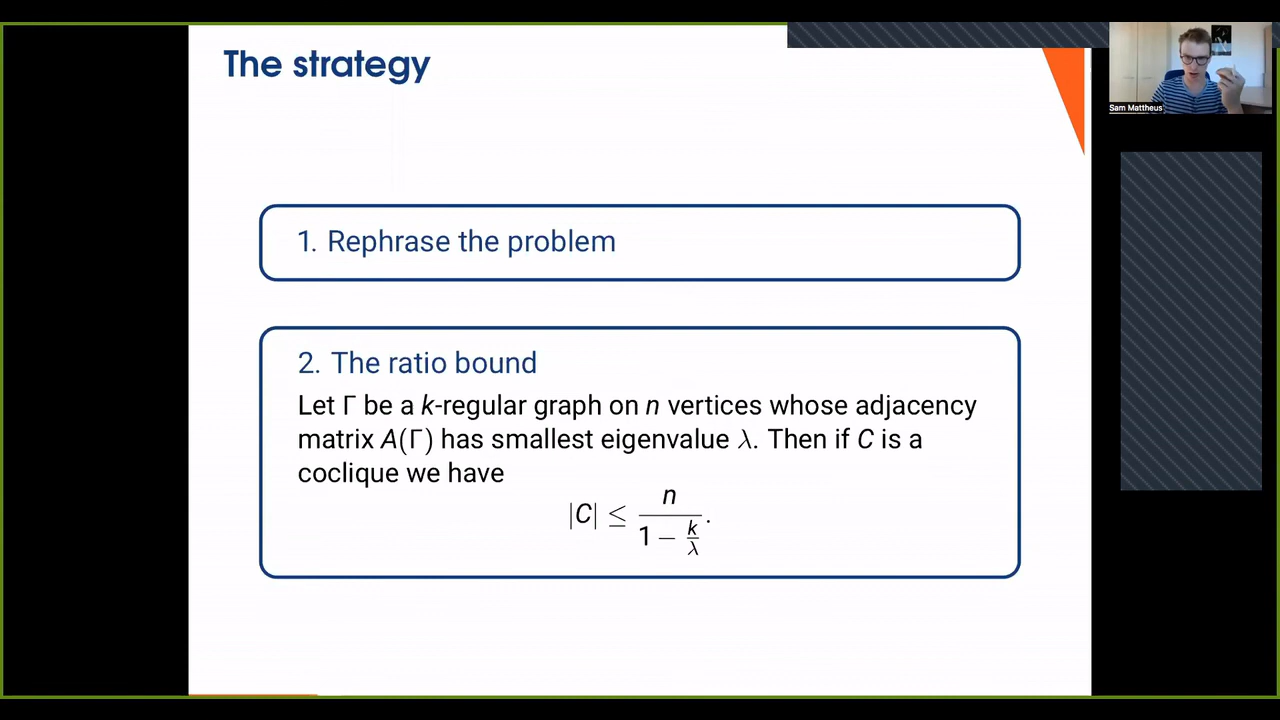 The strategy
Sam Mattheus
1. Rephrase the problem
2. The ratio bound
Let Γ be a k-regular graph on n vertices whose adjacency
matrix A(Γ) has smallest eigenvalue λ. Then if C is a
coclique we have
|C| ≤ n / (1 − k/λ).